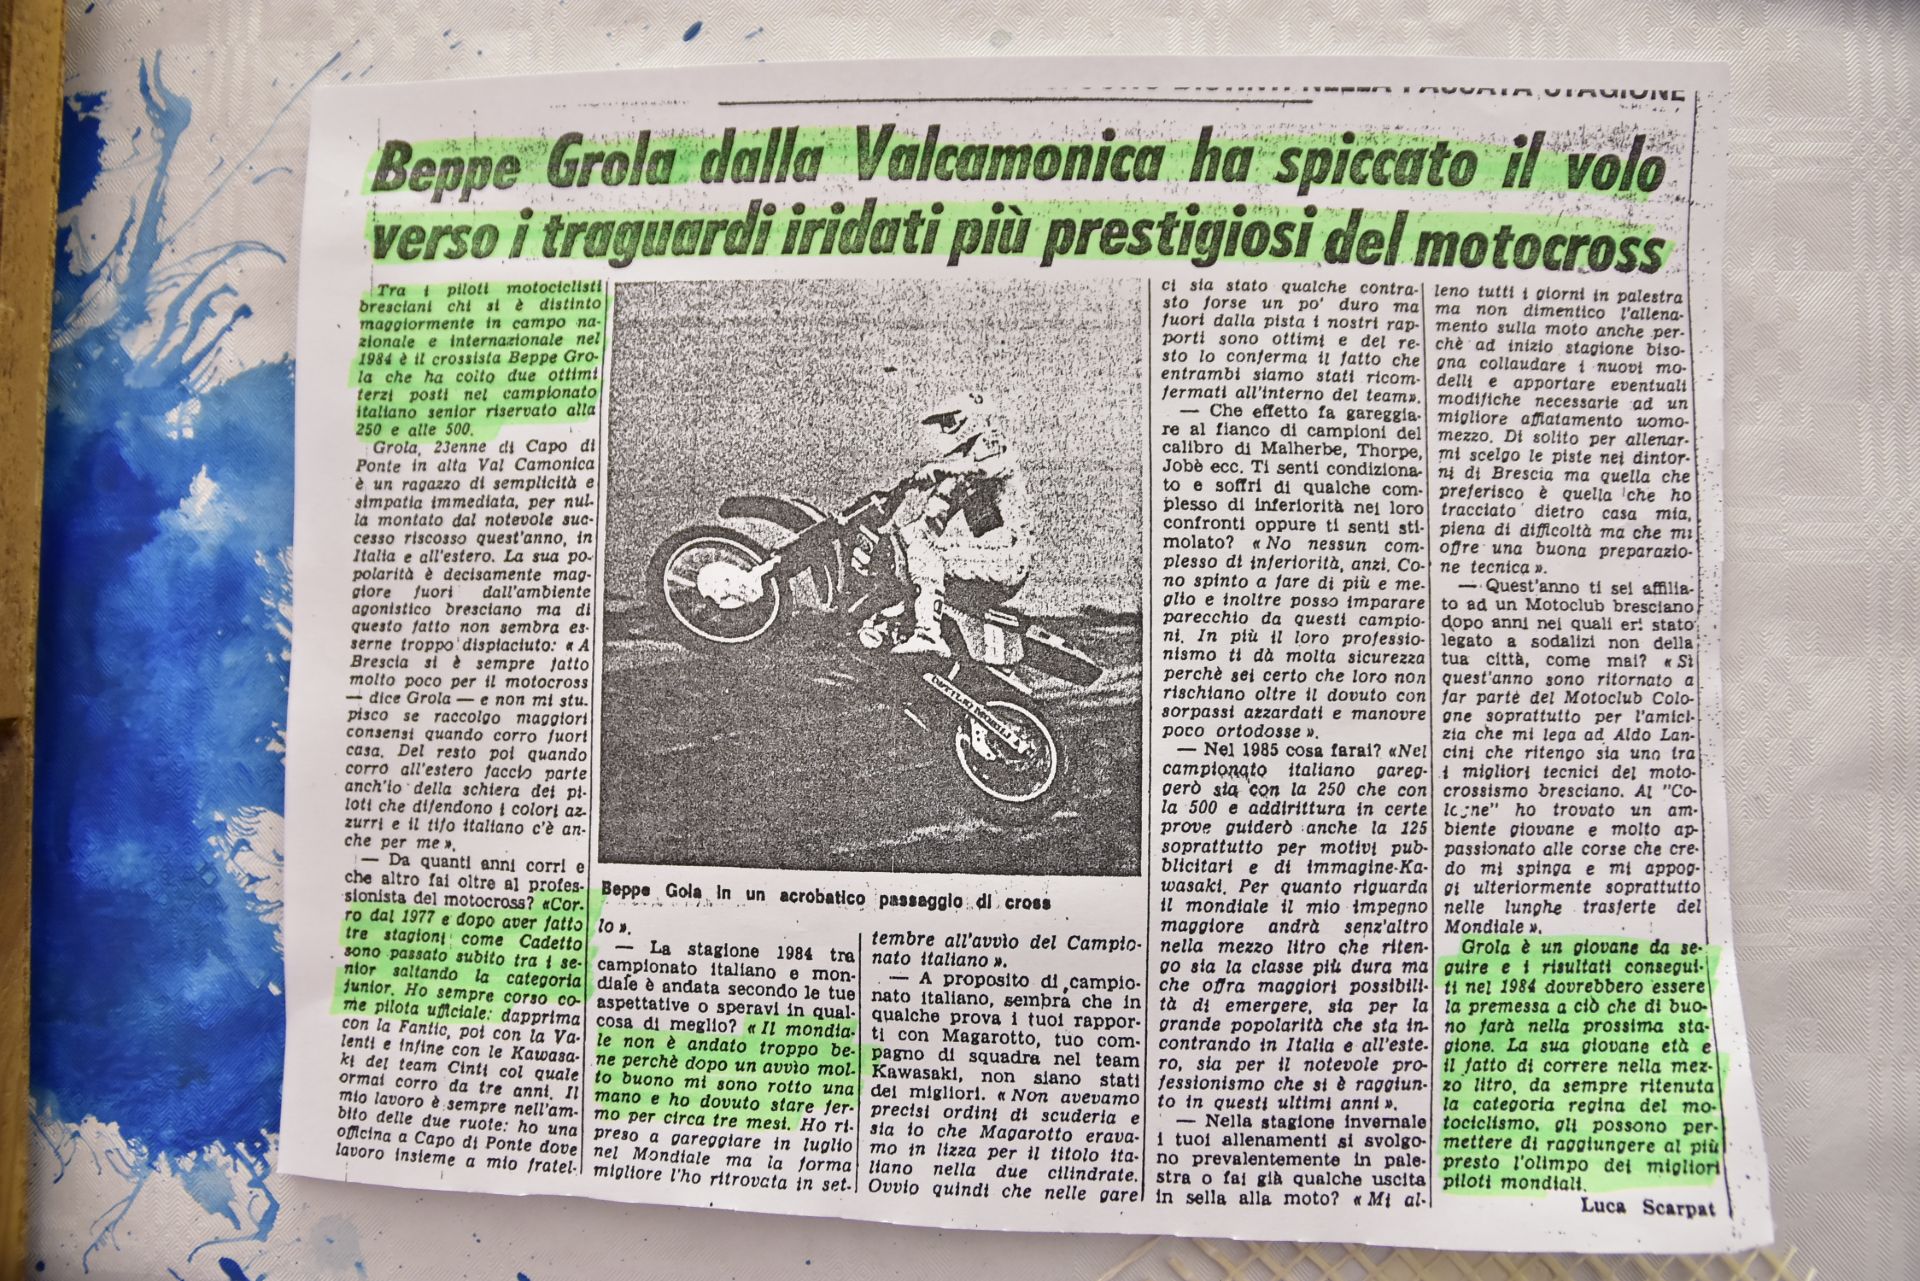 NELLA PASSATA STAGIONE
Beppe Grola dalla Valcamonica ha spiccato il volo
verso i traguardi iridati più prestigiosi del motocross
Tra i piloti motociclisti
bresciani chi si è distinto
maggiormente in campo na-
zionale e internazionale nel
1984 è il crossista Beppe Gro-
la che ha colto due ottimi
terzi posti nel campionato
italiano senior riservato alla
250 e alle 500.
Grola, 23enne di Capo di
Ponte in alta Val Camonica
è un ragazzo di semplicità e
simpatia immediata, per nul-
la montato dal notevole suc-
cesso riscosso quest'anno, in
Italia e all'estero. La sua po-
polarità è decisamente mag-
giore fuori dall'ambiente
agonistico bresciano ma di
questo fatto non sembra es-
serne troppo dispiaciuto: «A
Brescia si è sempre fatto
molto poco per il motocross
— dice Grola — e non mi stu-
pisco se raccolgo maggiori
consensi quando corro fuori
casa. Del resto poi quando
corro all'estero faccio parte
anch'io della schiera dei pi-
loti che difendono i colori az-
zurri e il tifo italiano c'è an-
che per me».
— Da quanti anni corri e
che altro fai oltre al profes-
sionista del motocross? «Cor-
ro dal 1977 e dopo aver fatto
tre stagioni come Cadetto
sono passato subito tra i se-
nior saltando la categoria
junior. Ho sempre corso co-
me pilota ufficiale: dapprima
con la Fantic, poi con la Va-
lenti e infine con le Kawasa-
ki del team Cinti col quale
ormai corro da tre anni. Il
mio lavoro è sempre nell'am-
bito delle due ruote: ho una
officina a Capo di Ponte dove
lavoro insieme a mio fratel-
OTTILIO MOBILI
Beppe Gola in un acrobatico passaggio di cross
lo».
— La stagione 1984 tra
campionato italiano e mon-
diale è andata secondo le tue
aspettative o speravi in qual-
cosa di meglio? «Il mondia-
le non è andato troppo be-
ne perchè dopo un avvio mol-
to buono mi sono rotto una
mano e ho dovuto stare fer-
mo per circa tre mesi. Ho ri-
preso a gareggiare in luglio
nel Mondiale ma la forma
migliore l'ho ritrovata in set-
tembre all'avvio del Campio-
nato italiano».
— A proposito di campio-
nato italiano, sembra che in
qualche prova i tuoi rappor-
ti con Magarotto, tuo com-
pagno di squadra nel team
Kawasaki, non siano stati
dei migliori. «Non avevamo
precisi ordini di scuderia e
sia io che Magarotto erava-
mo in lizza per il titolo ita-
liano nella due cilindrate.
Ovvio quindi che nelle gare
ci sia stato qualche contra-
sto forse un po' duro ma
fuori dalla pista i nostri rap-
porti sono ottimi e del re-
sto lo conferma il fatto che
entrambi siamo stati ricon-
fermati all'interno del team».
— Che effetto fa gareggia-
re al fianco di campioni del
calibro di Malherbe, Thorpe,
Jobè ecc. Ti senti condiziona-
to e soffri di qualche com-
plesso di inferiorità nei loro
confronti oppure ti senti sti-
molato? «No nessun com-
plesso di inferiorità, anzi. Co-
no spinto a fare di più e me-
glio e inoltre posso imparare
parecchio da questi campio-
ni. In più il loro professio-
nismo ti dà molta sicurezza
perchè sei certo che loro non
rischiano oltre il dovuto con
sorpassi azzardati e manovre
poco ortodosse».
— Nel 1985 cosa farai? «Nel
campionato italiano gareg-
gerò sia con la 250 che con
la 500 e addirittura in certe
prove guiderò anche la 125
soprattutto per motivi pub-
blicitari e di immagine-Ka-
wasaki. Per quanto riguarda
il mondiale il mio impegno
maggiore andrà senz'altro
nella mezzo litro che riten-
go sia la classe più dura ma
che offra maggiori possibili-
tà di emergere, sia per la
grande popolarità che sta in-
contrando in Italia e all'este-
ro, sia per il notevole pro-
fessionismo che si è raggiun-
to in questi ultimi anni».
— Nella stagione invernale
i tuoi allenamenti si svolgo-
no prevalentemente in pale-
stra o fai già qualche uscita
in sella alla moto? «Mi al-
leno tutti i giorni in palestra
ma non dimentico l'allena-
mento sulla moto anche per-
chè ad inizio stagione biso-
gna collaudare i nuovi mo-
delli e apportare eventuali
modifiche necessarie ad un
migliore affiatamento uomo-
mezzo. Di solito per allenar-
mi scelgo le piste nei dintor-
ni di Brescia ma quella che
preferisco è quella che ho
tracciato dietro casa mia,
piena di difficoltà ma che mi
offre una buona preparazio-
ne tecnica».
— Quest'anno ti sei affilia-
to ad un Motoclub bresciano
dopo anni nei quali eri stato
legato a sodalizi non della
tua città, come mai? «Sì
quest'anno sono ritornato a
far parte del Motoclub Colo-
gne soprattutto per l'amici-
zia che mi lega ad Aldo Lan-
cini che ritengo sia uno tra
i migliori tecnici del moto-
crossismo bresciano. Al "Co-
logne" ho trovato un am-
biente giovane e molto ap-
passionato alle corse che cre-
do mi spinga e mi appog-
gi ulteriormente soprattutto
nelle lunghe trasferte del
Mondiale».
Grola è un giovane da se-
guire e i risultati consegui-
ti nel 1984 dovrebbero essere
la premessa a ciò che di buo-
no farà nella prossima sta-
gione. La sua giovane età e
il fatto di correre nella mez-
zo litro, da sempre ritenuta
la categoria regina del mo-
tociclismo, gli possono per-
mettere di raggiungere al più
presto l'olimpo dei migliori
piloti mondiali.
Luca Scarpat